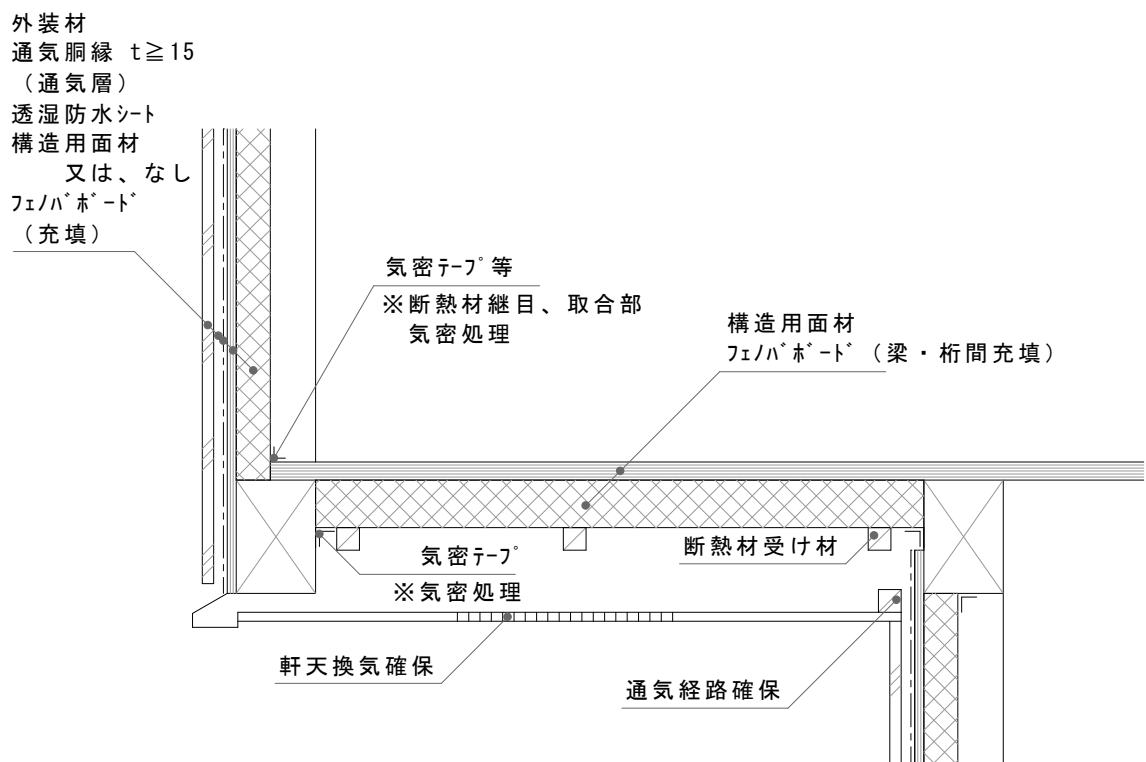 外装材
通気胴縁 t≧15
（通気層）
透湿防水ｼｰﾄ
構造用面材
又は、なし
ﾌｪﾉﾊﾞﾎﾞｰﾄﾞ
（充填）
気密ﾃｰﾌﾟ等
※断熱材継目、取合部
気密処理
構造用面材
ﾌｪﾉﾊﾞﾎﾞｰﾄﾞ（梁・桁間充填）
気密ﾃｰﾌﾟ
※気密処理
断熱材受け材
軒天換気確保
通気経路確保